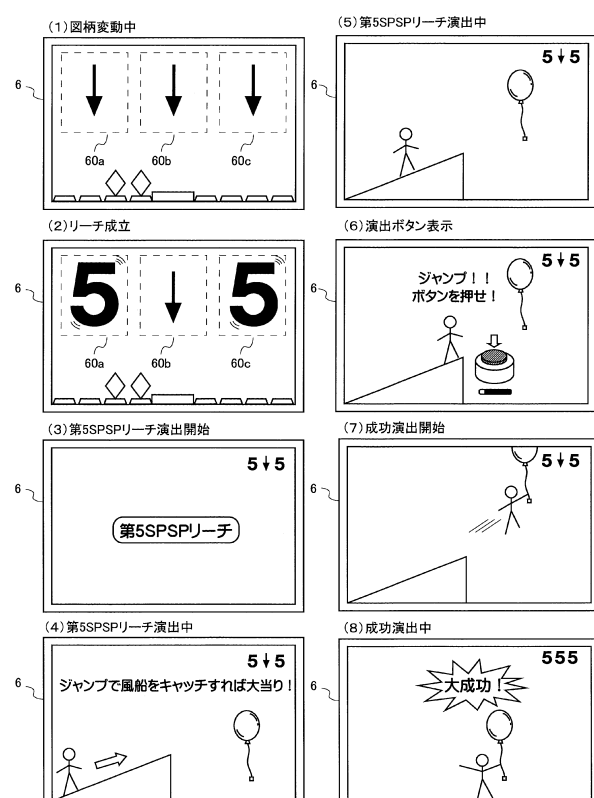 (1)図柄変動中
6
60a
60b
60c
(2)リーチ成立
6
5
5
60a
60b
60c
(3)第5SPSPリーチ演出開始
6
5↓5
第5SPSPリーチ
(4)第5SPSPリーチ演出中
6
5↓5
ジャンプで風船をキャッチすれば大当り!
(5)第5SPSPリーチ演出中
6
5↓5
(6)演出ボタン表示
6
5↓5
ジャンプ!!
ボタンを押せ!
(7)成功演出開始
6
5↓5
(8)成功演出中
6
555
大成功!